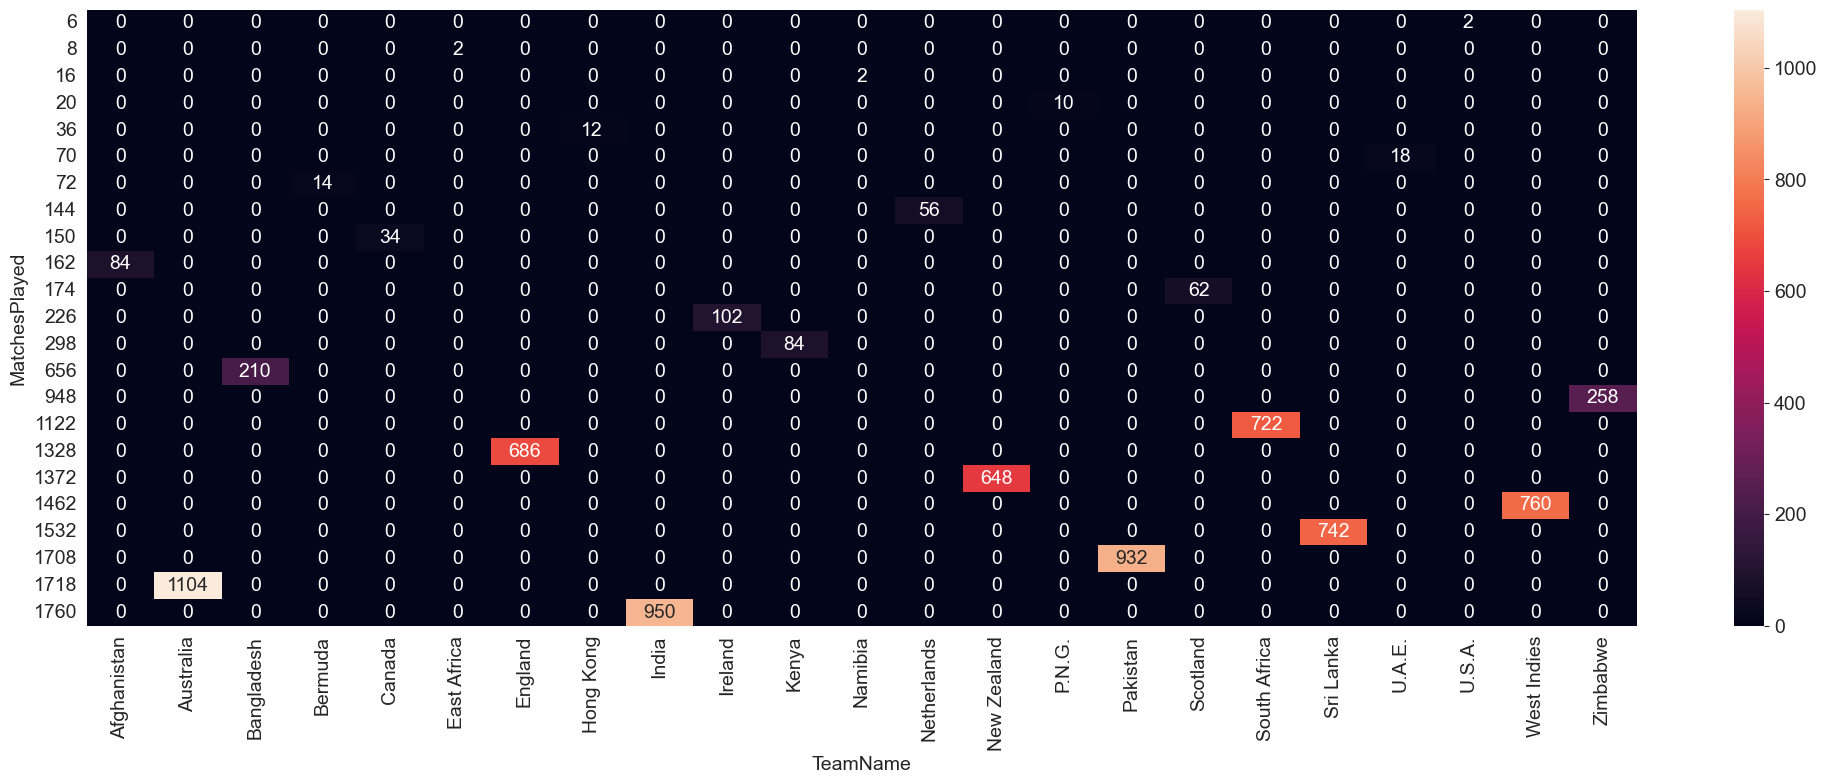 6 0 0 0 0 0 0 0 0 0 0 0 0 0 0 0 0 0 0 0 0 2 0 0
8 0 0 0 0 0 2 0 0 0 0 0 0 0 0 0 0 0 0 0 0 0 0 0
16 0 0 0 0 0 0 0 0 0 0 0 2 0 0 0 0 0 0 0 0 0 0 0
20 0 0 0 0 0 0 0 0 0 0 0 0 0 0 10 0 0 0 0 0 0 0 0
36 0 0 0 0 0 0 0 12 0 0 0 0 0 0 0 0 0 0 0 0 0 0 0
70 0 0 0 0 0 0 0 0 0 0 0 0 0 0 0 0 0 0 0 18 0 0 0
72 0 0 0 14 0 0 0 0 0 0 0 0 0 0 0 0 0 0 0 0 0 0 0
144 0 0 0 0 0 0 0 0 0 0 0 0 56 0 0 0 0 0 0 0 0 0 0
150 0 0 0 0 34 0 0 0 0 0 0 0 0 0 0 0 0 0 0 0 0 0 0
162 84 0 0 0 0 0 0 0 0 0 0 0 0 0 0 0 0 0 0 0 0 0 0
174 0 0 0 0 0 0 0 0 0 0 0 0 0 0 0 0 62 0 0 0 0 0 0
226 0 0 0 0 0 0 0 0 0 102 0 0 0 0 0 0 0 0 0 0 0 0 0
298 0 0 0 0 0 0 0 0 0 0 84 0 0 0 0 0 0 0 0 0 0 0 0
656 0 0 210 0 0 0 0 0 0 0 0 0 0 0 0 0 0 0 0 0 0 0 0
948 0 0 0 0 0 0 0 0 0 0 0 0 0 0 0 0 0 0 0 0 0 0 258
1122 0 0 0 0 0 0 0 0 0 0 0 0 0 0 0 0 0 722 0 0 0 0 0
1328 0 0 0 0 0 0 686 0 0 0 0 0 0 0 0 0 0 0 0 0 0 0 0
1372 0 0 0 0 0 0 0 0 0 0 0 0 0 648 0 0 0 0 0 0 0 0 0
1462 0 0 0 0 0 0 0 0 0 0 0 0 0 0 0 0 0 0 0 0 0 760 0
1532 0 0 0 0 0 0 0 0 0 0 0 0 0 0 0 0 0 0 742 0 0 0 0
1708 0 0 0 0 0 0 0 0 0 0 0 0 0 0 0 932 0 0 0 0 0 0 0
1718 0 1104 0 0 0 0 0 0 0 0 0 0 0 0 0 0 0 0 0 0 0 0 0
1760 0 0 0 0 0 0 0 0 950 0 0 0 0 0 0 0 0 0 0 0 0 0 0
MatchesPlayed
Afghanistan
Australia
Bangladesh
Bermuda
Canada
East Africa
England
Hong Kong
India
Ireland
Kenya
Namibia
Netherlands
New Zealand
P.N.G.
Pakistan
Scotland
South Africa
Sri Lanka
U.A.E.
U.S.A.
West Indies
Zimbabwe
TeamName
1000
800
600
400
200
0